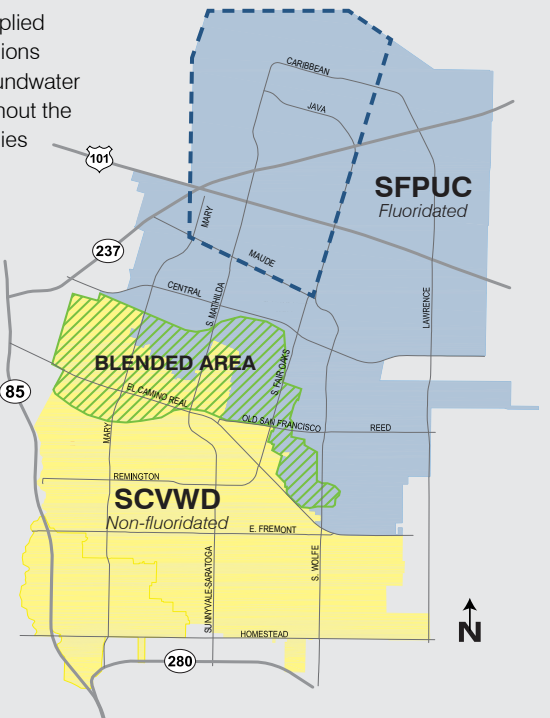 plied
ions
undwater
hout the
ies
CARIBBEAN
JAVA
101
SFPUC
Fluoridated
MARY
237
MAUDE
CENTRAL
S. MATHILDA
LAWRENCE
BLENDED AREA
S. FAIR OAKS
85
EL CAMINO REAL
OLD SAN FRANCISCO
REED
MARY
REMINGTON
SCVWD
Non-fluoridated
E. FREMONT
SUNNYVALE-SARATOGA
S. WOLFE
HOMESTEAD
280
N